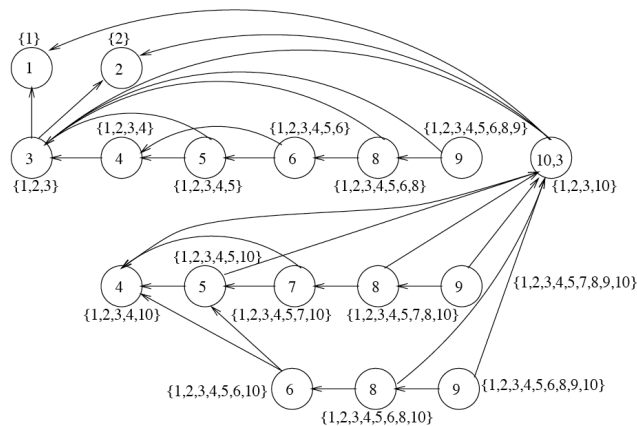 {1} {2}
1 2
{1,2,3,4} {1,2,3,4,5,6} {1,2,3,4,5,6,8,9}
3 4 5 6 8 9 10,3
{1,2,3} {1,2,3,4,5} {1,2,3,4,5,6,8} {1,2,3,10}
{1,2,3,4,5,10}
4 5 7 8 9 {1,2,3,4,5,7,8,9,10}
{1,2,3,4,10} {1,2,3,4,5,7,10} {1,2,3,4,5,7,8,10}
{1,2,3,4,5,6,10} 6 8 9 {1,2,3,4,5,6,8,9,10}
{1,2,3,4,5,6,8,10}